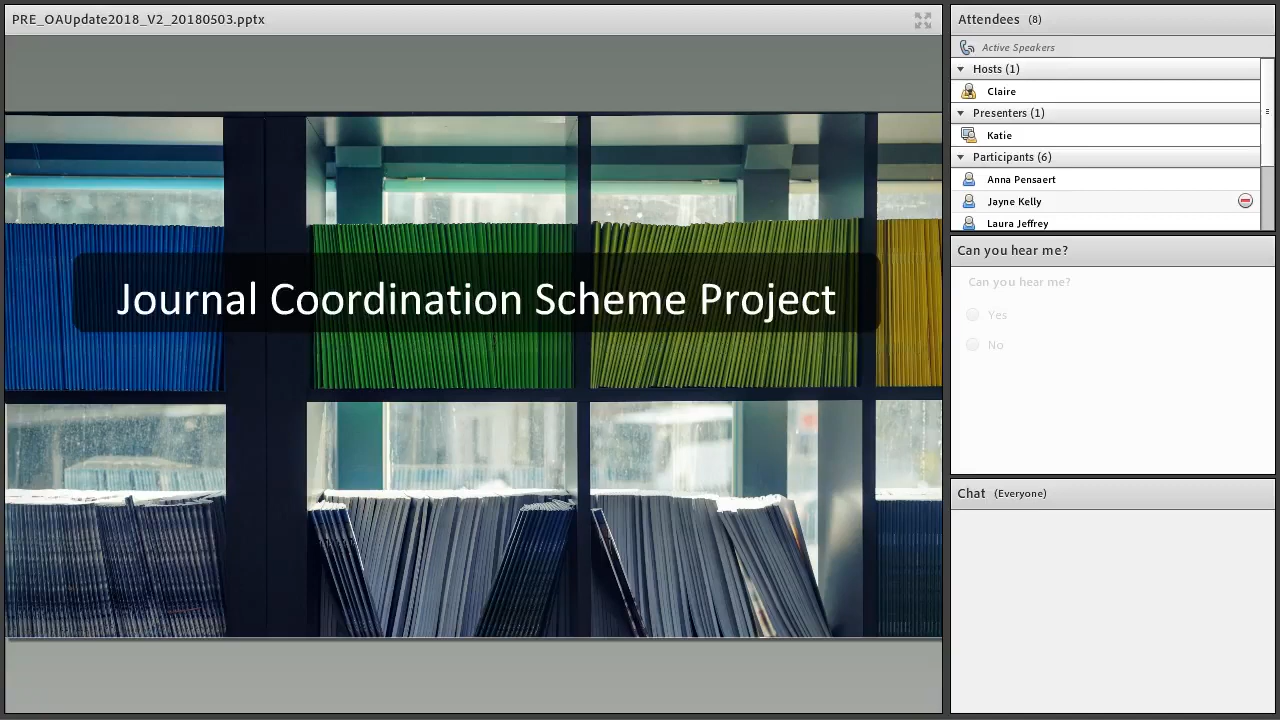 PRE_OAUpdate2018_V2_20180503.pptx
Journal Coordination Scheme Project
Attendees (8)
Active Speakers
Hosts (1)
Claire
Presenters (1)
Katie
Participants (6)
Anna Pensaert
Jayne Kelly
Laura Jeffrey
Can you hear me?
Can you hear me?
Yes
No
Chat (Everyone)